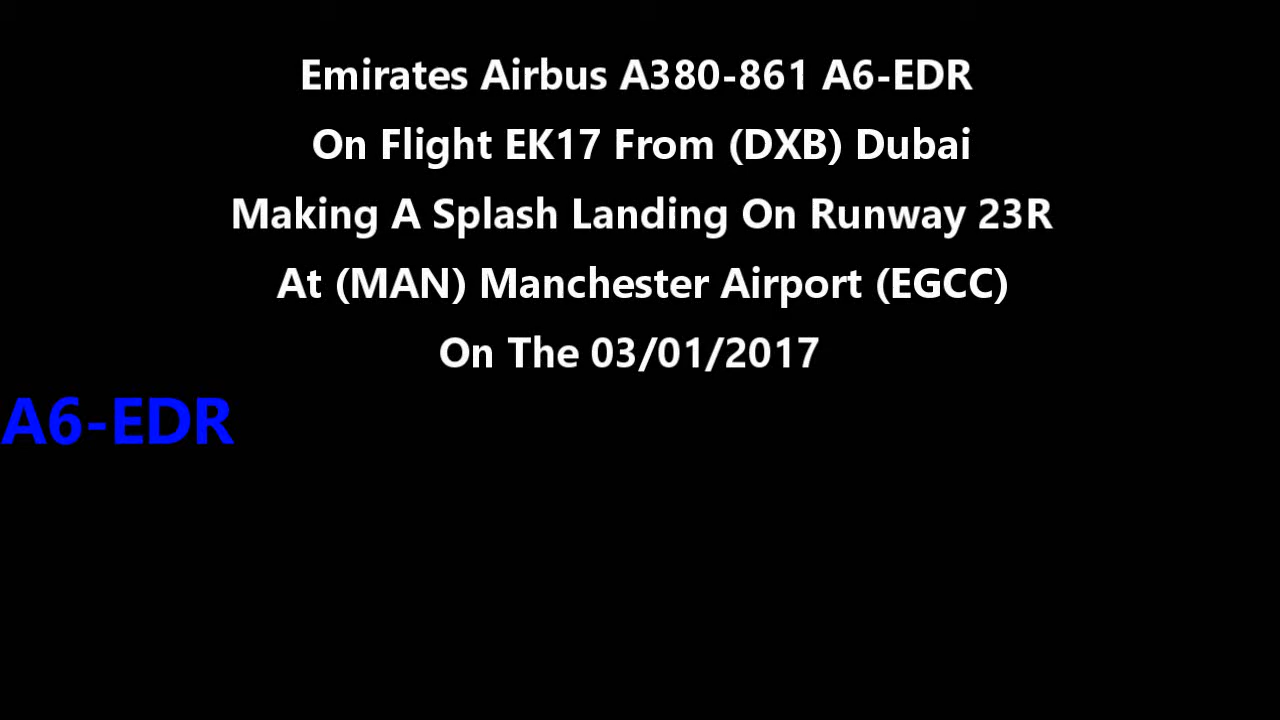 Emirates Airbus A380-861 A6-EDR
On Flight EK17 From (DXB) Dubai
Making A Splash Landing On Runway 23R
At (MAN) Manchester Airport (EGCC)
On The 03/01/2017
A6-EDR